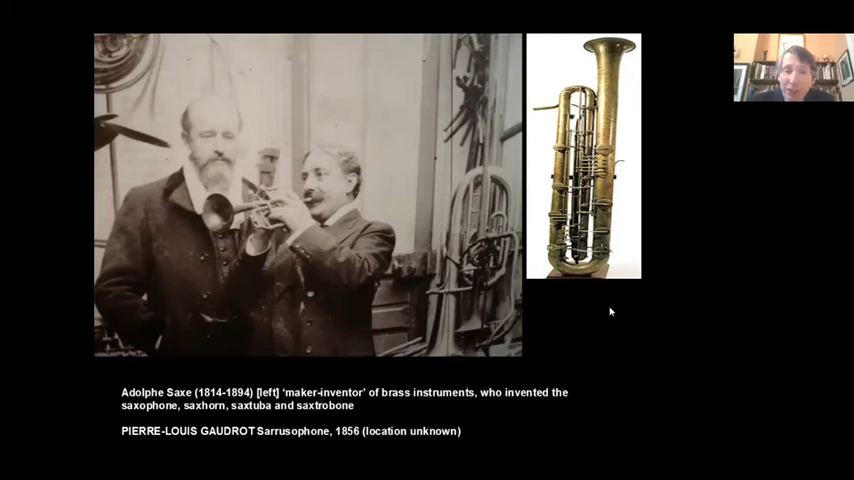 Adolphe Saxe (1814-1894) [left] ‘maker-inventor’ of brass instruments, who invented the
saxophone, saxhorn, saxtuba and saxtrobone
PIERRE-LOUIS GAUDROT Sarrusophone, 1856 (location unknown)